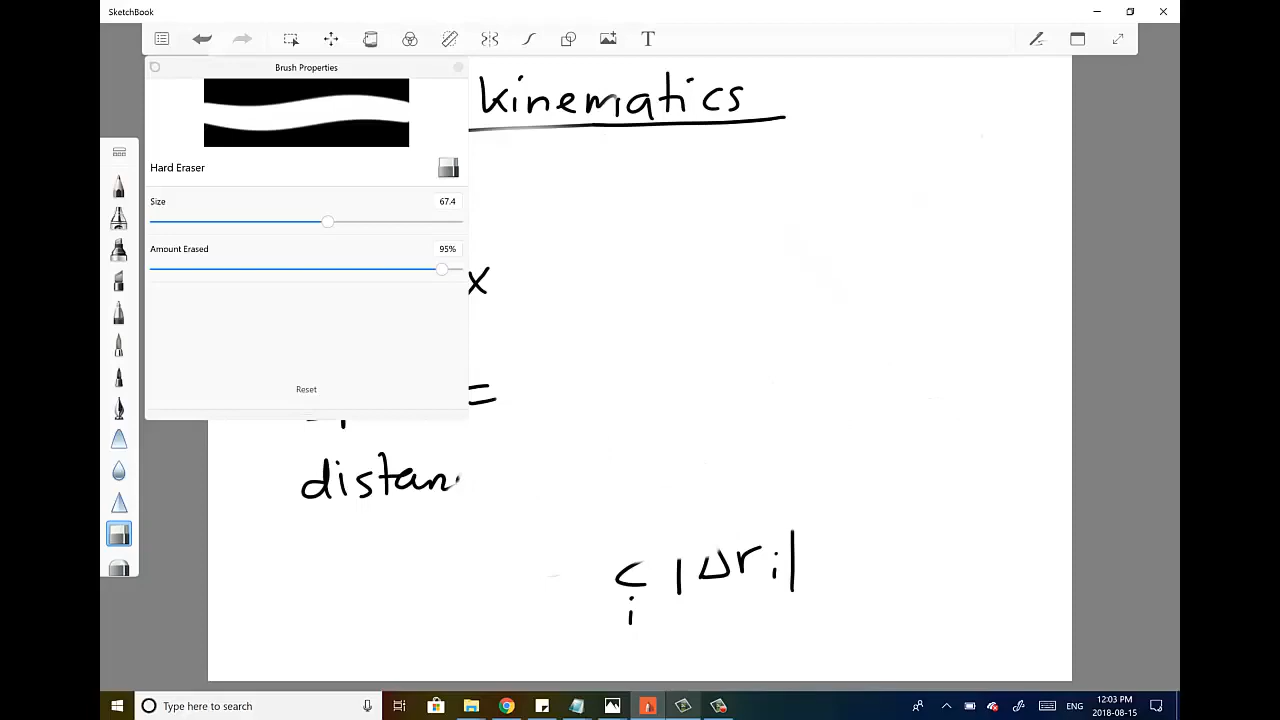 SketchBook
T
Brush Properties
kinematics
Hard Eraser
Size 67.4
Amount Erased 95%
x
Reset
=
distan
i |Δri|
Type here to search
ENG
12:03 PM
2018-08-15